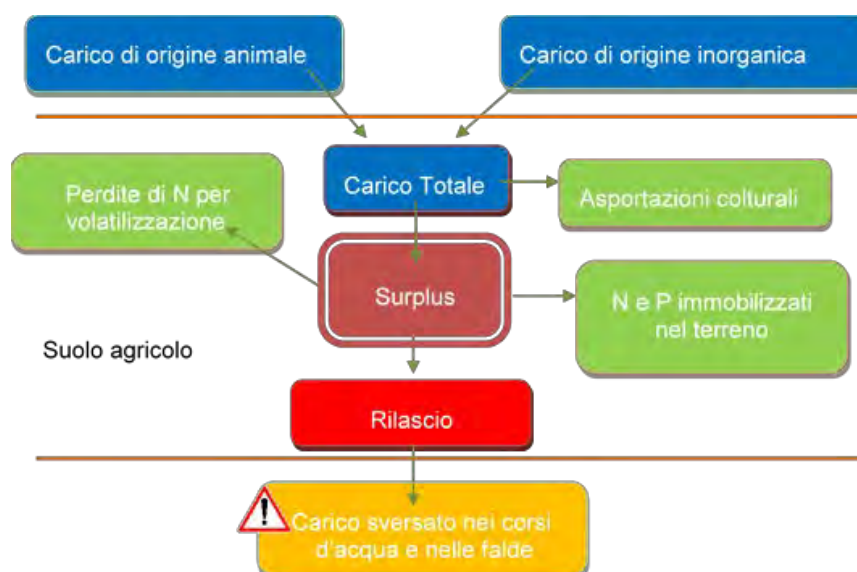 Carico di origine animale
Carico di origine inorganica
Carico Totale
Perdite di N per
volatilizzazione
Asportazioni colturali
Surplus
N e P immobilizzati
nel terreno
Suolo agricolo
Rilascio
Carico sversato nei corsi
d'acqua e nelle falde